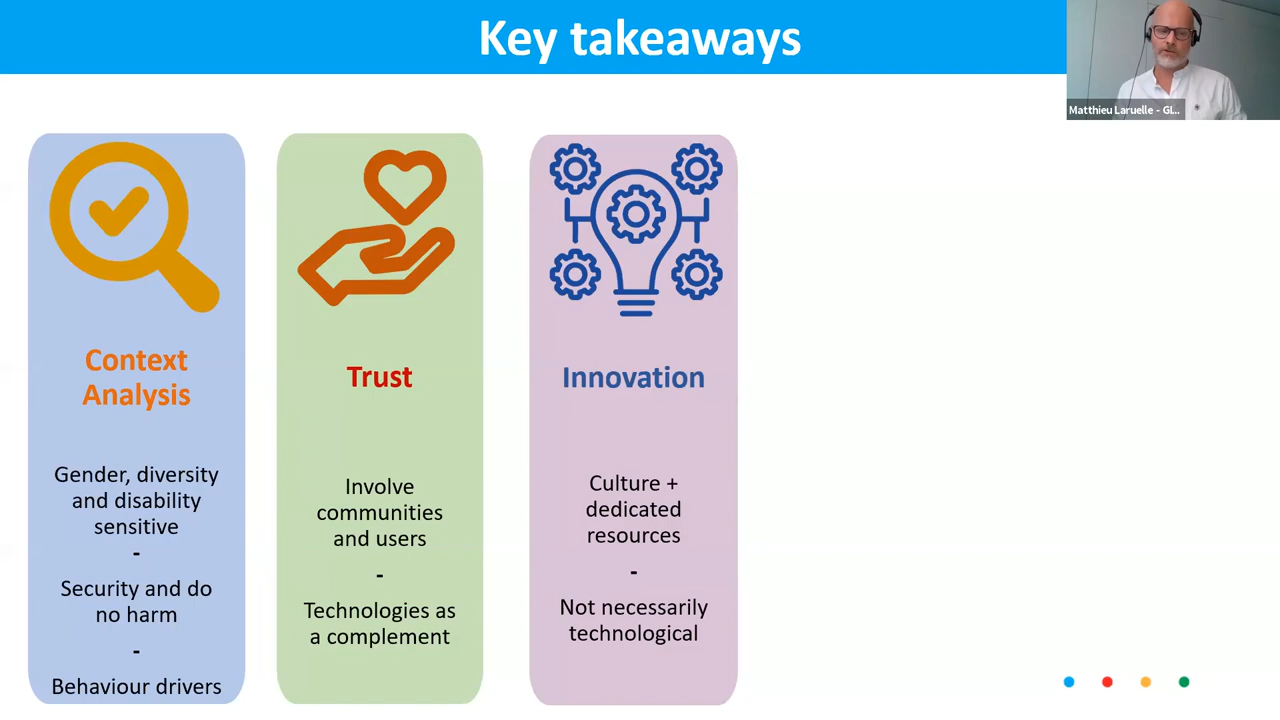 Key takeaways
Matthieu Laruelle - Gl...
Context
Analysis
Gender, diversity
and disability
sensitive
-
Security and do
no harm
-
Behaviour drivers
Trust
Involve
communities
and users
-
Technologies as
a complement
Innovation
Culture +
dedicated
resources
-
Not necessarily
technological